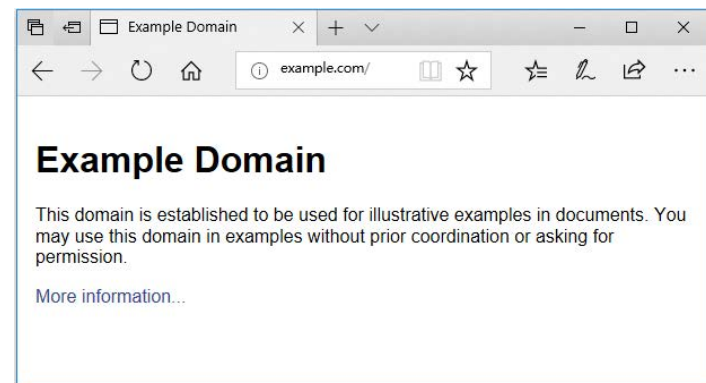 Example Domain
example.com/
Example Domain
This domain is established to be used for illustrative examples in documents. You
may use this domain in examples without prior coordination or asking for
permission.
More information...